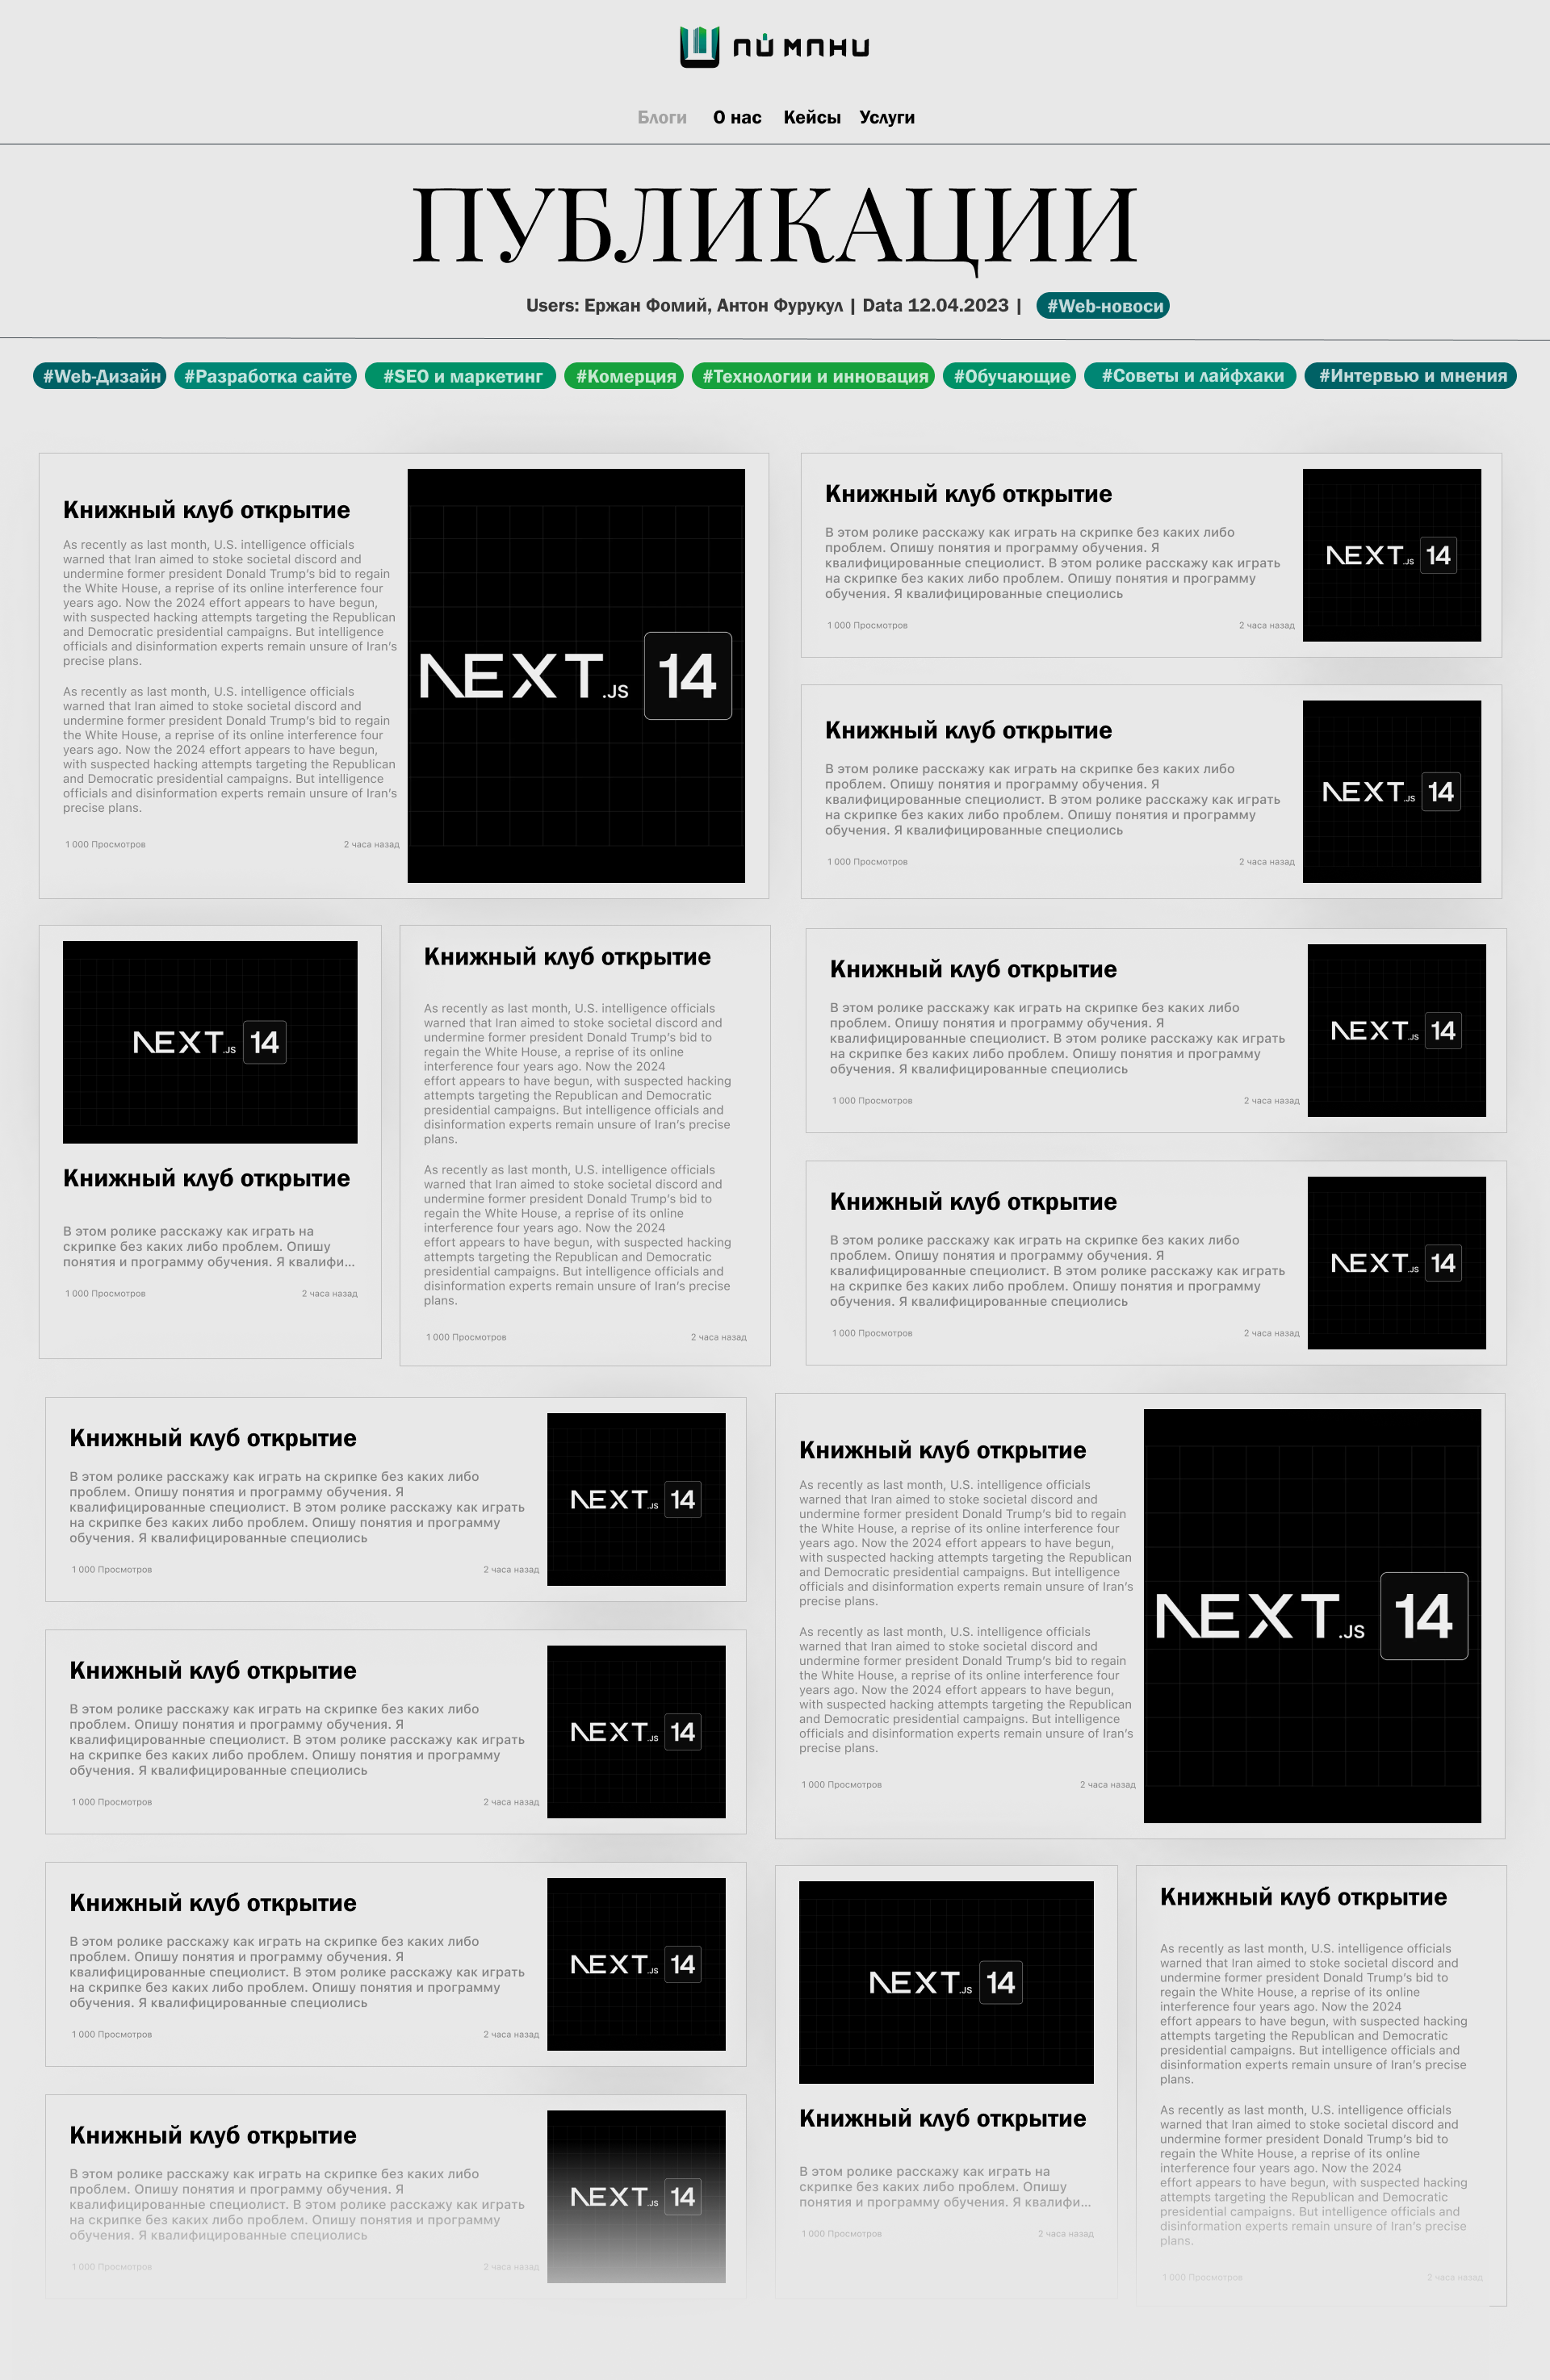 ПЙ МАНИ
Блоги О нас Кейсы Услуги
ПУБЛИКАЦИИ
Users: Ержан Фомий, Антон Фурукул | Data 12.04.2023 | #Web-новоси
#Web-Дизайн #Разработка сайте #SEO и маркетинг #Комерция #Технологии и инновация #Обучающие #Советы и лайфхаки #Интервью и мнения
Книжный клуб открытие
As recently as last month, U.S. intelligence officials
warned that Iran aimed to stoke societal discord and
undermine former president Donald Trump's bid to regain
the White House, a reprise of its online interference four
years ago. Now the 2024 effort appears to have begun,
with suspected hacking attempts targeting the Republican
and Democratic presidential campaigns. But intelligence
officials and disinformation experts remain unsure of Iran's
precise plans.
As recently as last month, U.S. intelligence officials
warned that Iran aimed to stoke societal discord and
undermine former president Donald Trump's bid to regain
the White House, a reprise of its online interference four
years ago. Now the 2024 effort appears to have begun,
with suspected hacking attempts targeting the Republican
and Democratic presidential campaigns. But intelligence
officials and disinformation experts remain unsure of Iran's
precise plans.
1 000 Просмотров 2 часа назад
NEXT.JS 14
Книжный клуб открытие
В этом ролике расскажу как играть на скрипке без каких либо
проблем. Опишу понятия и программу обучения. Я
квалифицированные специолист. В этом ролике расскажу как играть
на скрипке без каких либо проблем. Опишу понятия и программу
обучения. Я квалифицированные специолись
1 000 Просмотров 2 часа назад
NEXT.JS 14
Книжный клуб открытие
В этом ролике расскажу как играть на скрипке без каких либо
проблем. Опишу понятия и программу обучения. Я
квалифицированные специолист. В этом ролике расскажу как играть
на скрипке без каких либо проблем. Опишу понятия и программу
обучения. Я квалифицированные специолись
1 000 Просмотров 2 часа назад
NEXT.JS 14
NEXT.JS 14
Книжный клуб открытие
В этом ролике расскажу как играть на
скрипке без каких либо проблем. Опишу
понятия и программу обучения. Я квалифи...
1 000 Просмотров 2 часа назад
Книжный клуб открытие
As recently as last month, U.S. intelligence officials
warned that Iran aimed to stoke societal discord and
undermine former president Donald Trump's bid to
regain the White House, a reprise of its online
interference four years ago. Now the 2024
effort appears to have begun, with suspected hacking
attempts targeting the Republican and Democratic
presidential campaigns. But intelligence officials and
disinformation experts remain unsure of Iran's precise
plans.
As recently as last month, U.S. intelligence officials
warned that Iran aimed to stoke societal discord and
undermine former president Donald Trump's bid to
regain the White House, a reprise of its online
interference four years ago. Now the 2024
effort appears to have begun, with suspected hacking
attempts targeting the Republican and Democratic
presidential campaigns. But intelligence officials and
disinformation experts remain unsure of Iran's precise
plans.
1 000 Просмотров 2 часа назад
Книжный клуб открытие
В этом ролике расскажу как играть на скрипке без каких либо
проблем. Опишу понятия и программу обучения. Я
квалифицированные специолист. В этом ролике расскажу как играть
на скрипке без каких либо проблем. Опишу понятия и программу
обучения. Я квалифицированные специолись
1 000 Просмотров 2 часа назад
NEXT.JS 14
Книжный клуб открытие
В этом ролике расскажу как играть на скрипке без каких либо
проблем. Опишу понятия и программу обучения. Я
квалифицированные специолист. В этом ролике расскажу как играть
на скрипке без каких либо проблем. Опишу понятия и программу
обучения. Я квалифицированные специолись
1 000 Просмотров 2 часа назад
NEXT.JS 14
Книжный клуб открытие
В этом ролике расскажу как играть на скрипке без каких либо
проблем. Опишу понятия и программу обучения. Я
квалифицированные специолист. В этом ролике расскажу как играть
на скрипке без каких либо проблем. Опишу понятия и программу
обучения. Я квалифицированные специолись
1 000 Просмотров 2 часа назад
NEXT.JS 14
Книжный клуб открытие
В этом ролике расскажу как играть на скрипке без каких либо
проблем. Опишу понятия и программу обучения. Я
квалифицированные специолист. В этом ролике расскажу как играть
на скрипке без каких либо проблем. Опишу понятия и программу
обучения. Я квалифицированные специолись
1 000 Просмотров 2 часа назад
NEXT.JS 14
Книжный клуб открытие
В этом ролике расскажу как играть на скрипке без каких либо
проблем. Опишу понятия и программу обучения. Я
квалифицированные специолист. В этом ролике расскажу как играть
на скрипке без каких либо проблем. Опишу понятия и программу
обучения. Я квалифицированные специолись
1 000 Просмотров 2 часа назад
NEXT.JS 14
Книжный клуб открытие
В этом ролике расскажу как играть на скрипке без каких либо
проблем. Опишу понятия и программу обучения. Я
квалифицированные специолист. В этом ролике расскажу как играть
на скрипке без каких либо проблем. Опишу понятия и программу
обучения. Я квалифицированные специолись
1 000 Просмотров 2 часа назад
NEXT.JS 14
Книжный клуб открытие
As recently as last month, U.S. intelligence officials
warned that Iran aimed to stoke societal discord and
undermine former president Donald Trump's bid to regain
the White House, a reprise of its online interference four
years ago. Now the 2024 effort appears to have begun,
with suspected hacking attempts targeting the Republican
and Democratic presidential campaigns. But intelligence
officials and disinformation experts remain unsure of Iran's
precise plans.
As recently as last month, U.S. intelligence officials
warned that Iran aimed to stoke societal discord and
undermine former president Donald Trump's bid to regain
the White House, a reprise of its online interference four
years ago. Now the 2024 effort appears to have begun,
with suspected hacking attempts targeting the Republican
and Democratic presidential campaigns. But intelligence
officials and disinformation experts remain unsure of Iran's
precise plans.
1 000 Просмотров 2 часа назад
NEXT.JS 14
NEXT.JS 14
Книжный клуб открытие
В этом ролике расскажу как играть на
скрипке без каких либо проблем. Опишу
понятия и программу обучения. Я квалифи...
1 000 Просмотров 2 часа назад
Книжный клуб открытие
As recently as last month, U.S. intelligence officials
warned that Iran aimed to stoke societal discord and
undermine former president Donald Trump's bid to
regain the White House, a reprise of its online
interference four years ago. Now the 2024
effort appears to have begun, with suspected hacking
attempts targeting the Republican and Democratic
presidential campaigns. But intelligence officials and
disinformation experts remain unsure of Iran's precise
plans.
As recently as last month, U.S. intelligence officials
warned that Iran aimed to stoke societal discord and
undermine former president Donald Trump's bid to
regain the White House, a reprise of its online
interference four years ago. Now the 2024
effort appears to have begun, with suspected hacking
attempts targeting the Republican and Democratic
presidential campaigns. But intelligence officials and
disinformation experts remain unsure of Iran's precise
plans.
1 000 Просмотров 2 часа назад